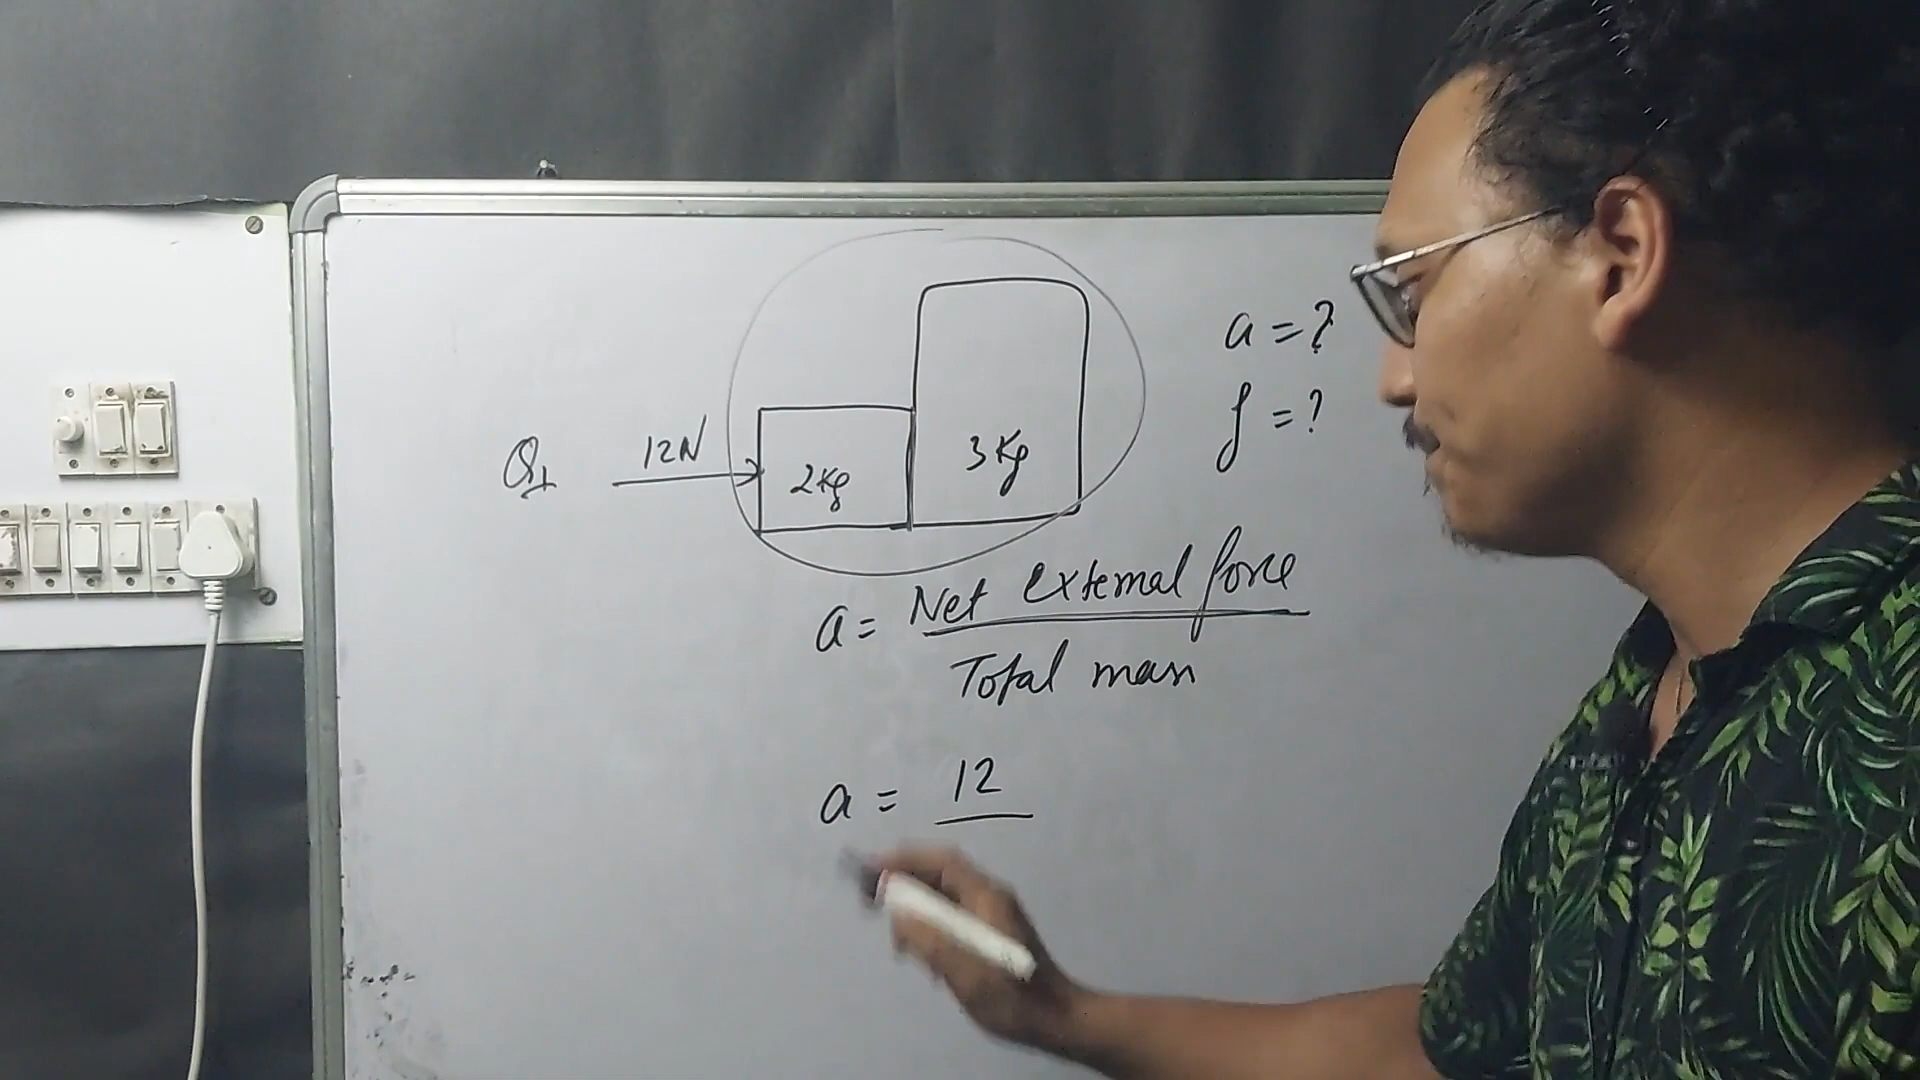 Q1
12N
2Kg
3Kg
a = ?
f = ?
a = Net external force
Total mass
a = 12